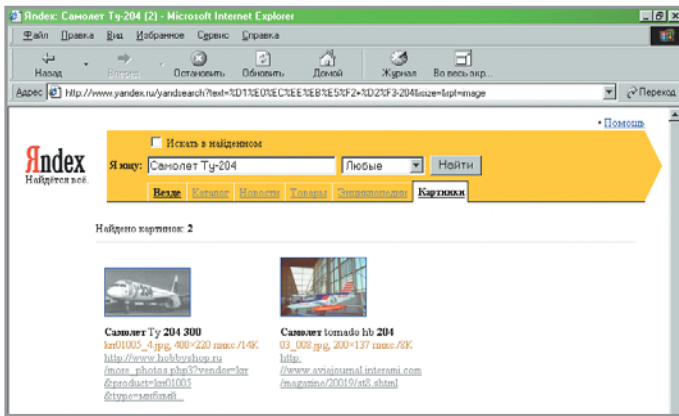 Яndex: Самолет Ту-204 (2) - Microsoft Internet Explorer
Файл Правка Вид Избранное Сервис Справка
Назад Вперед Остановить Обновить Домой Журнал Во весь экр...
Адрес http://www.yandex.ru/yandsearch?text=%D1%E0%EC%EE%EB%E5%F2+%D2%F3-204&isize=&rpt=image Переход
• Помощь
Искать в найденном
Яndex
Найдётся всё.
Я ищу: Самолет Ту-204 Любые Найти
Везде Каталог Новости Товары Энциклопедии Картинки
Найдено картинок: 2
Самолет Ту 204 300
krr01005_4.jpg, 400×220 пикс./14K
http://www.hobbyshop.ru
/more_photos.php3?vendor=krr
&product=krr01005
Самолет tornado hb 204
03_008.jpg, 200×137 пикс./8K
http:
//www.aviajournal.interami.com
/magazine/20019/st8.shtml